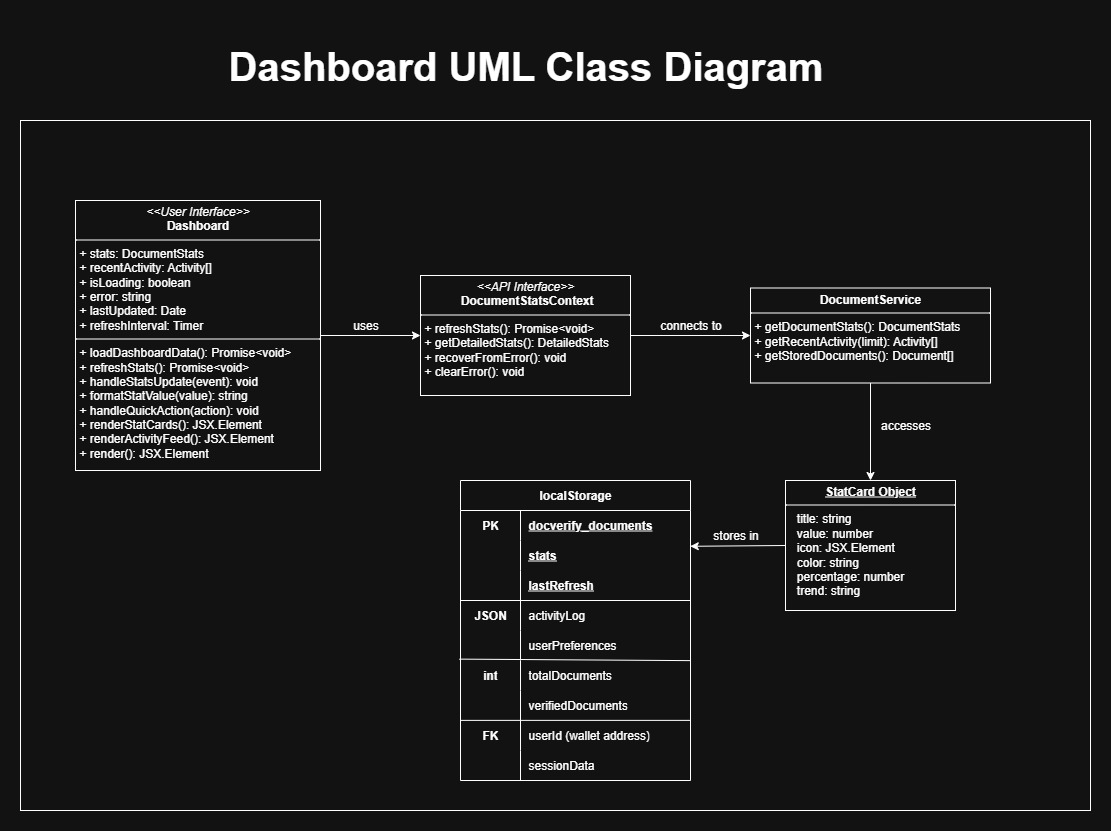 Dashboard UML Class Diagram
<<User Interface>>
Dashboard
+ stats: DocumentStats
+ recentActivity: Activity[]
+ isLoading: boolean
+ error: string
+ lastUpdated: Date
+ refreshInterval: Timer
+ loadDashboardData(): Promise<void>
+ refreshStats(): Promise<void>
+ handleStatsUpdate(event): void
+ formatStatValue(value): string
+ handleQuickAction(action): void
+ renderStatCards(): JSX.Element
+ renderActivityFeed(): JSX.Element
+ render(): JSX.Element
uses
<<API Interface>>
DocumentStatsContext
+ refreshStats(): Promise<void>
+ getDetailedStats(): DetailedStats
+ recoverFromError(): void
+ clearError(): void
connects to
DocumentService
+ getDocumentStats(): DocumentStats
+ getRecentActivity(limit): Activity[]
+ getStoredDocuments(): Document[]
accesses
StatCard Object
title: string
value: number
icon: JSX.Element
color: string
percentage: number
trend: string
stores in
localStorage
PK docverify_documents
stats
lastRefresh
JSON activityLog
userPreferences
int totalDocuments
verifiedDocuments
FK userId (wallet address)
sessionData